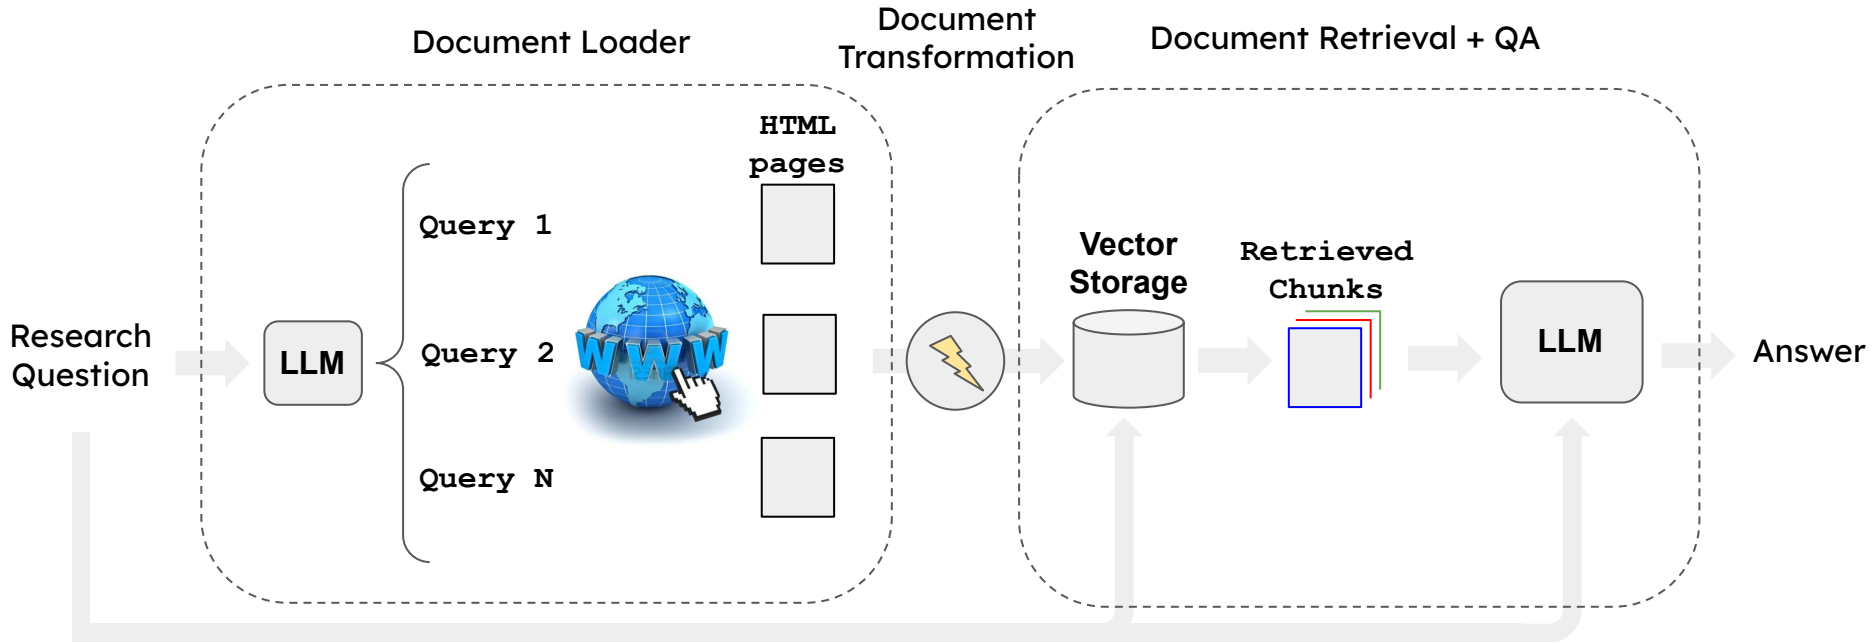 Document Loader
Document
Transformation
Document Retrieval + QA
HTML
pages
Query 1
Query 2
Query N
WWW
Research
Question
LLM
Vector
Storage
Retrieved
Chunks
LLM
Answer